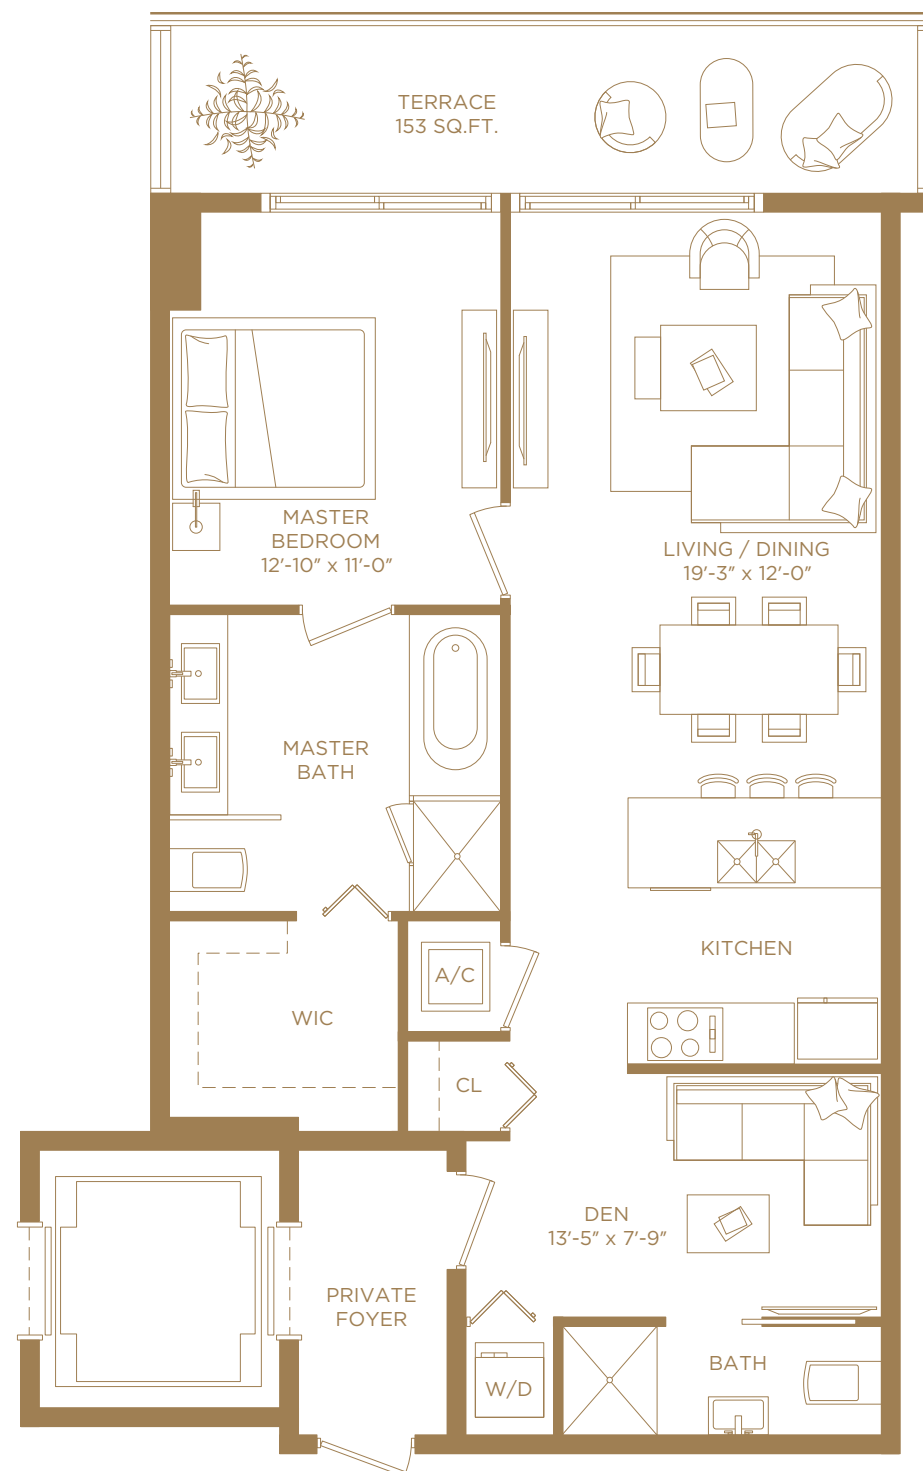 TERRACE
153 SQ.FT.
MASTER
BEDROOM
12'-10" x 11'-0"
LIVING / DINING
19'-3" x 12'-0"
MASTER
BATH
KITCHEN
A/C
WIC
CL
DEN
13'-5" x 7'-9"
PRIVATE
FOYER
BATH
W/D